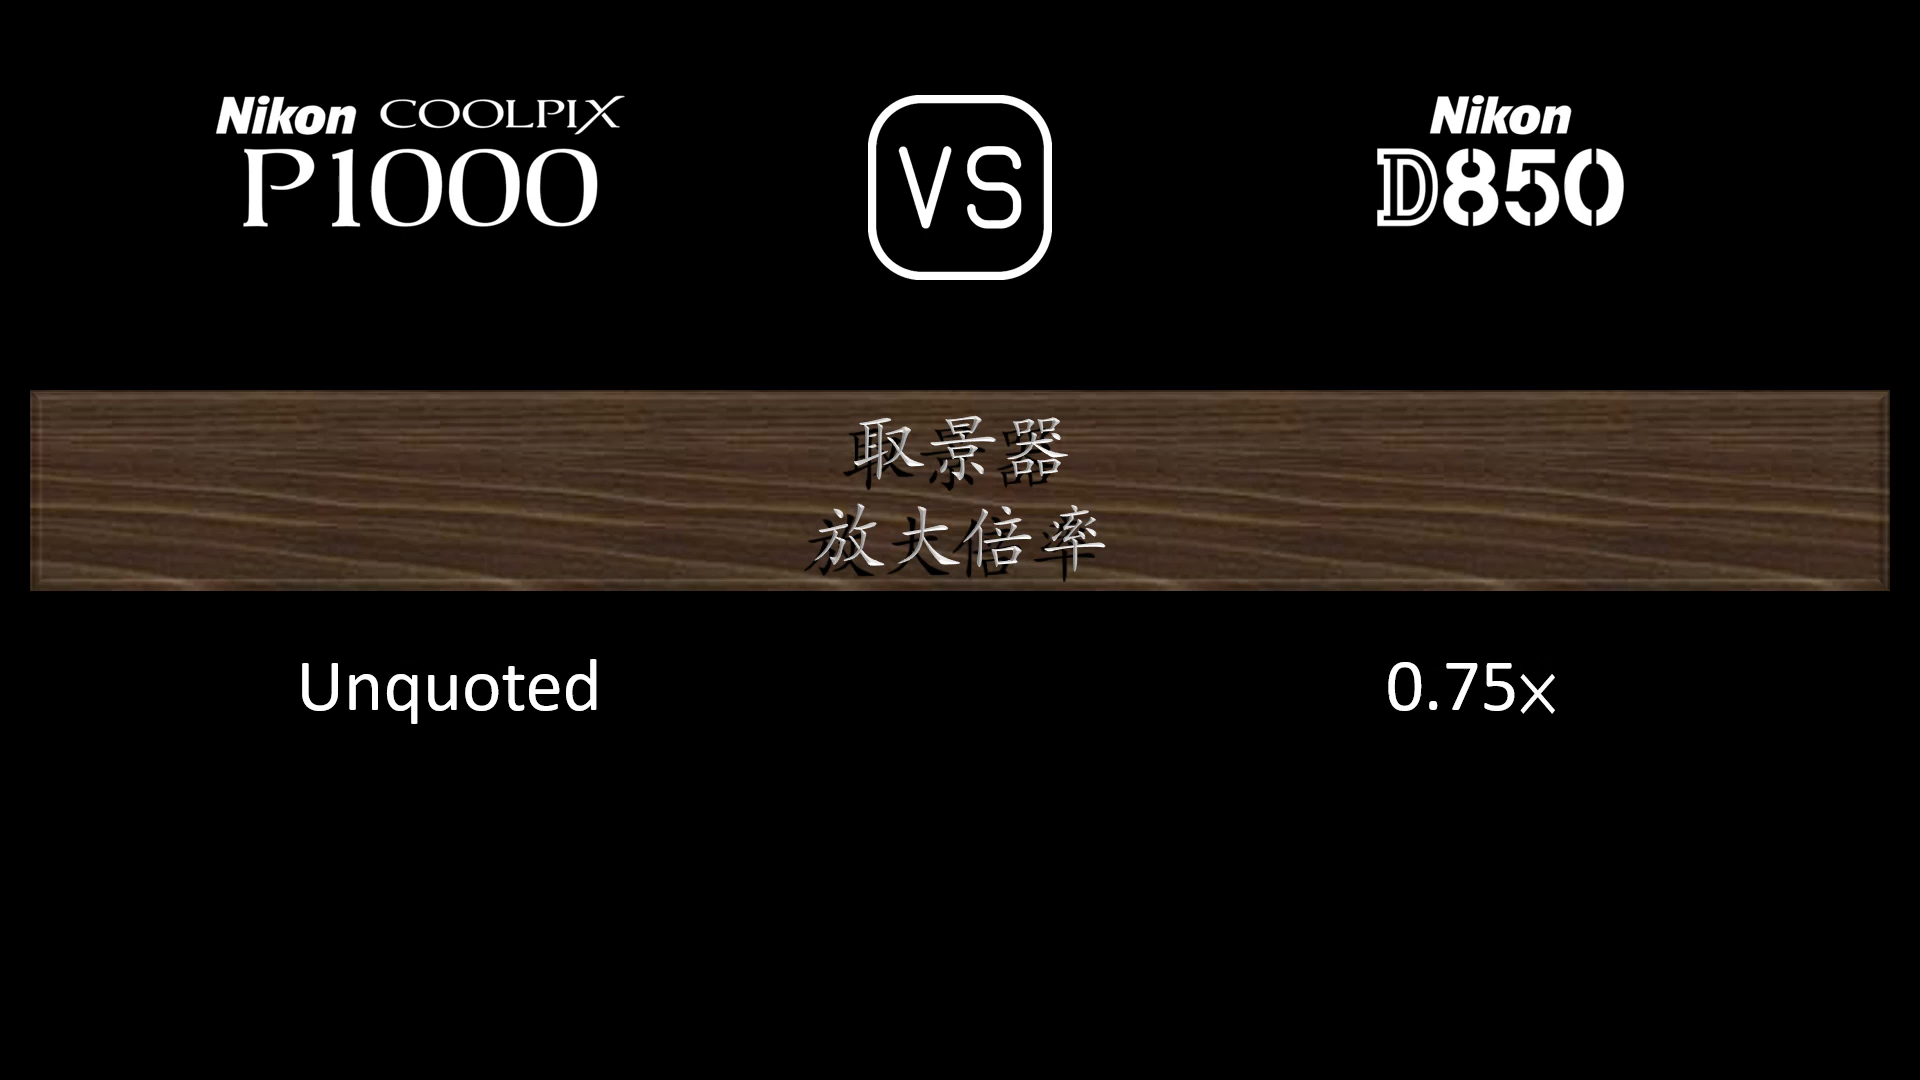 Nikon COOLPIX
P1000
VS
Nikon
D850
取景器
放大倍率
Unquoted
0.75x